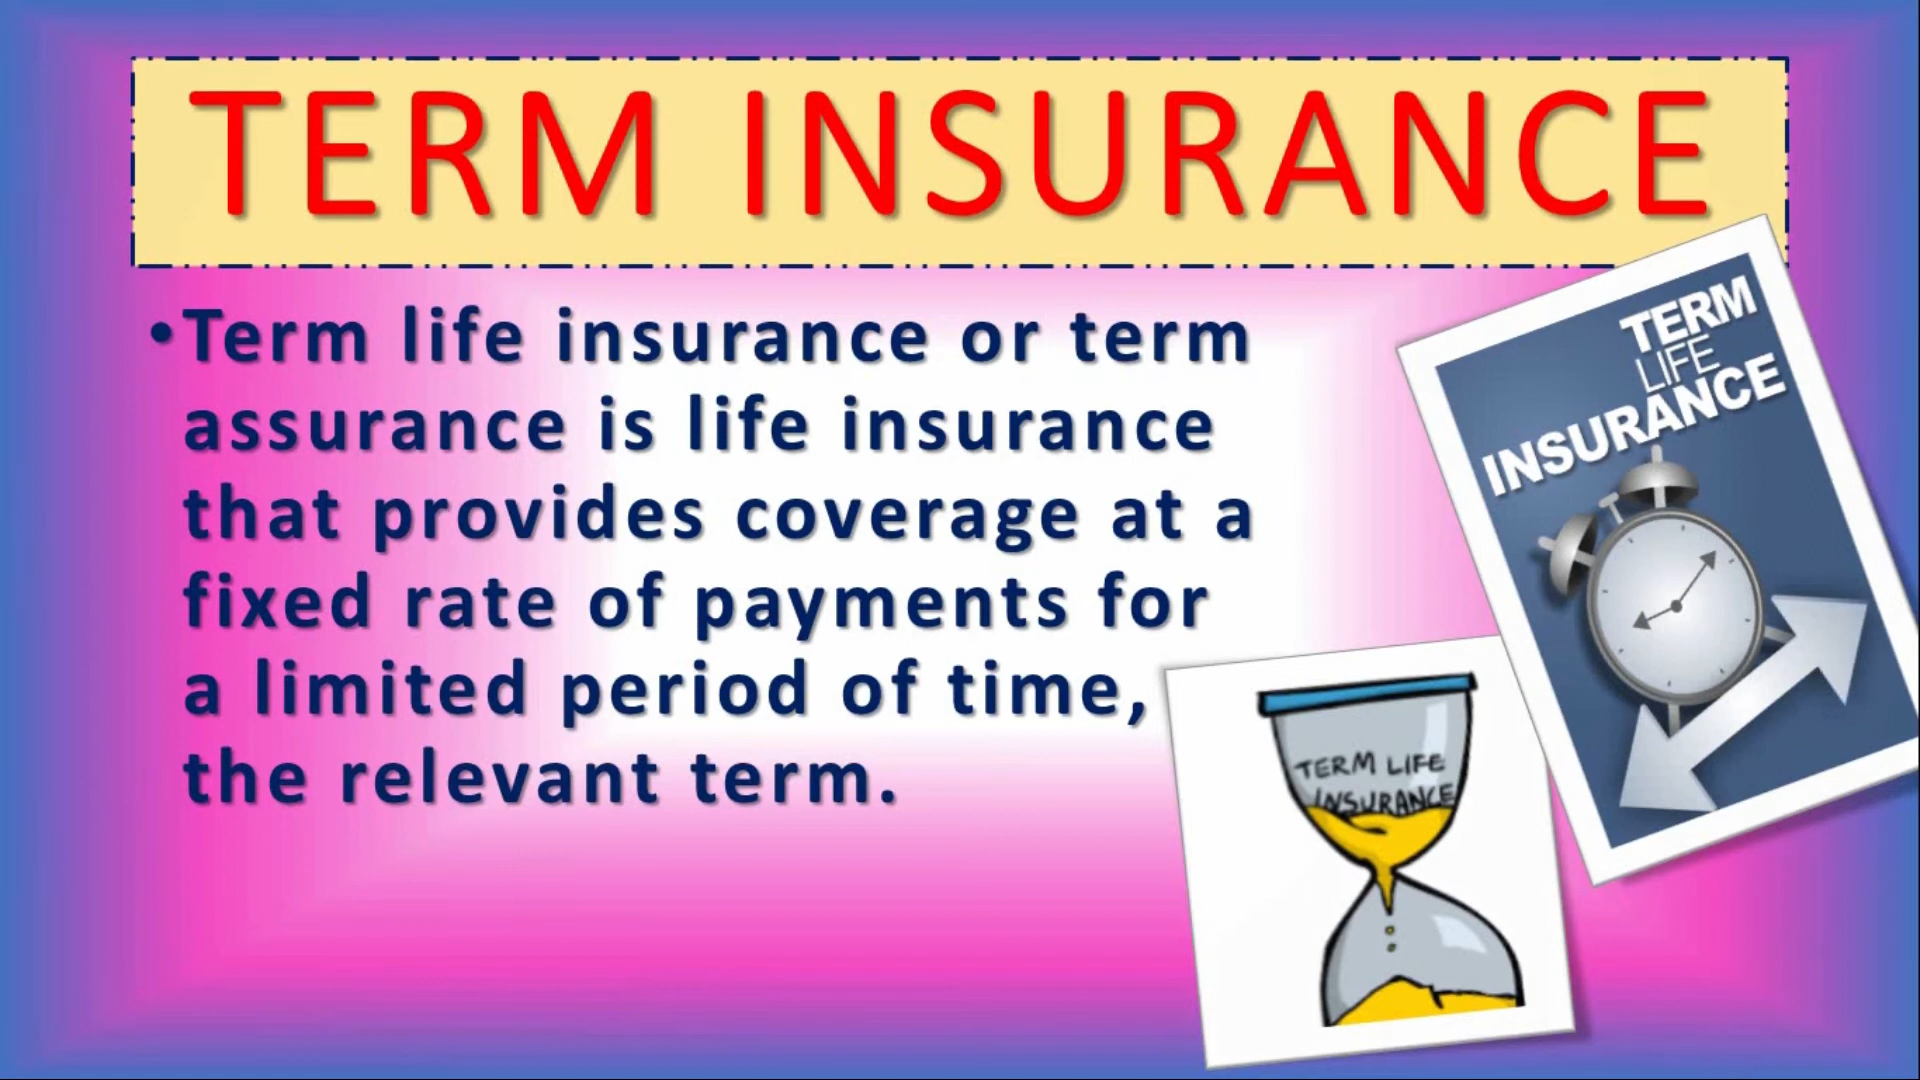 TERM INSURANCE
•Term life insurance or term
assurance is life insurance
that provides coverage at a
fixed rate of payments for
a limited period of time,
the relevant term.
TERM
LIFE
INSURANCE
TERM LIFE
INSURANCE